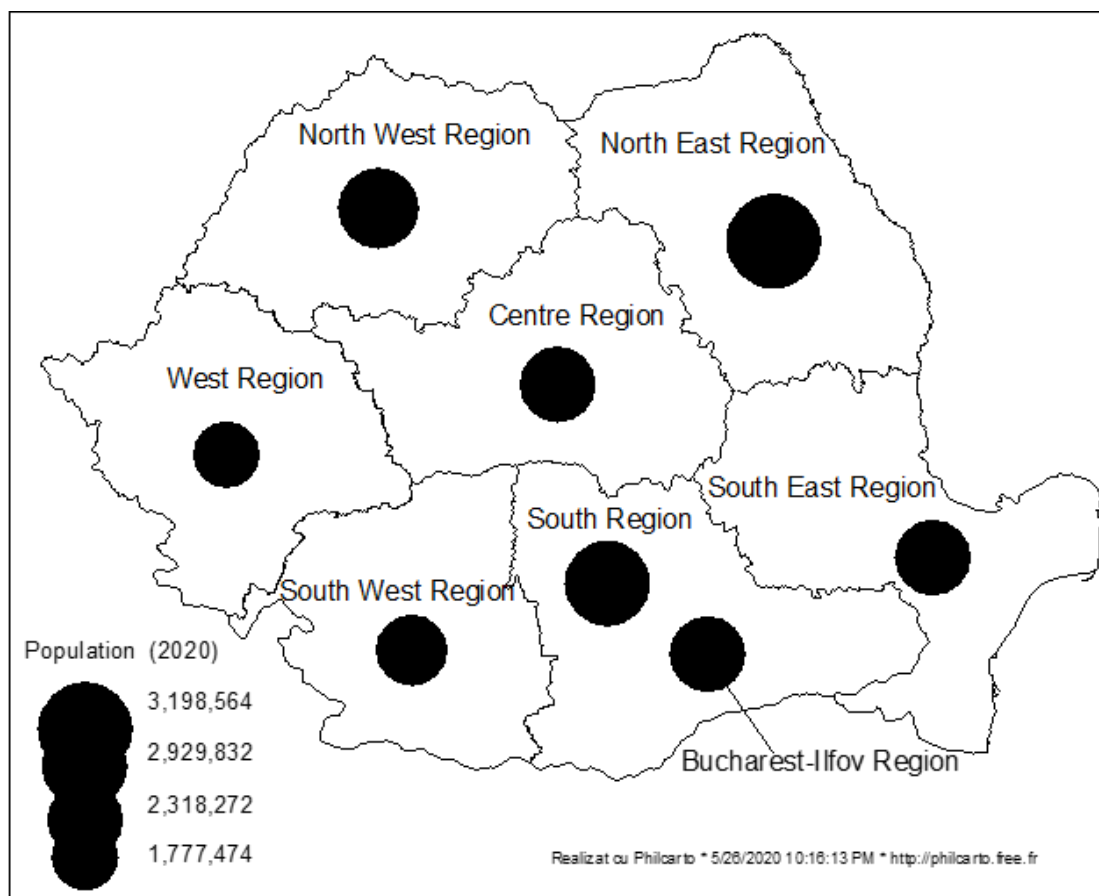 North West Region
North East Region
Centre Region
West Region
South East Region
South Region
South West Region
Bucharest-Ilfov Region
Population (2020)
3,198,564
2,929,832
2,318,272
1,777,474
Realizat cu Philcarto * 5/26/2020 10:16:13 PM * http://philcarto.free.fr